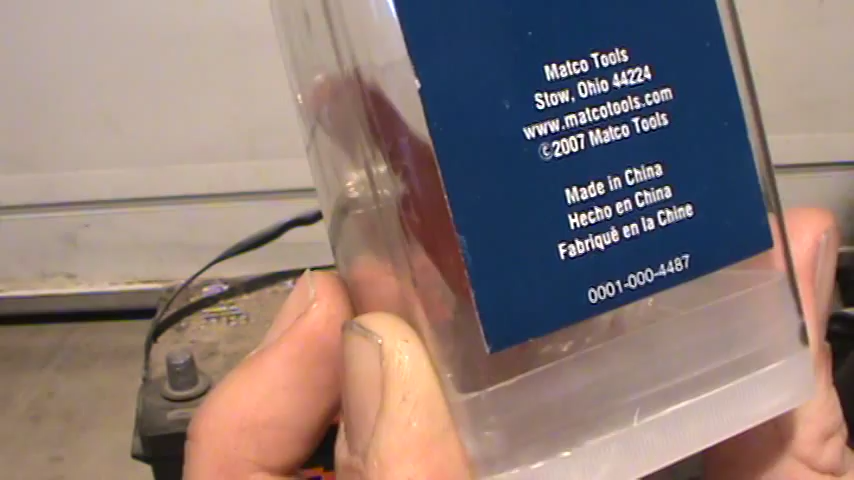 Matco Tools
Stow, Ohio 44224
www.matcotools.com
©2007 Matco Tools
Made in China
Hecho en China
Fabriqué en la Chine
0001-000-4487